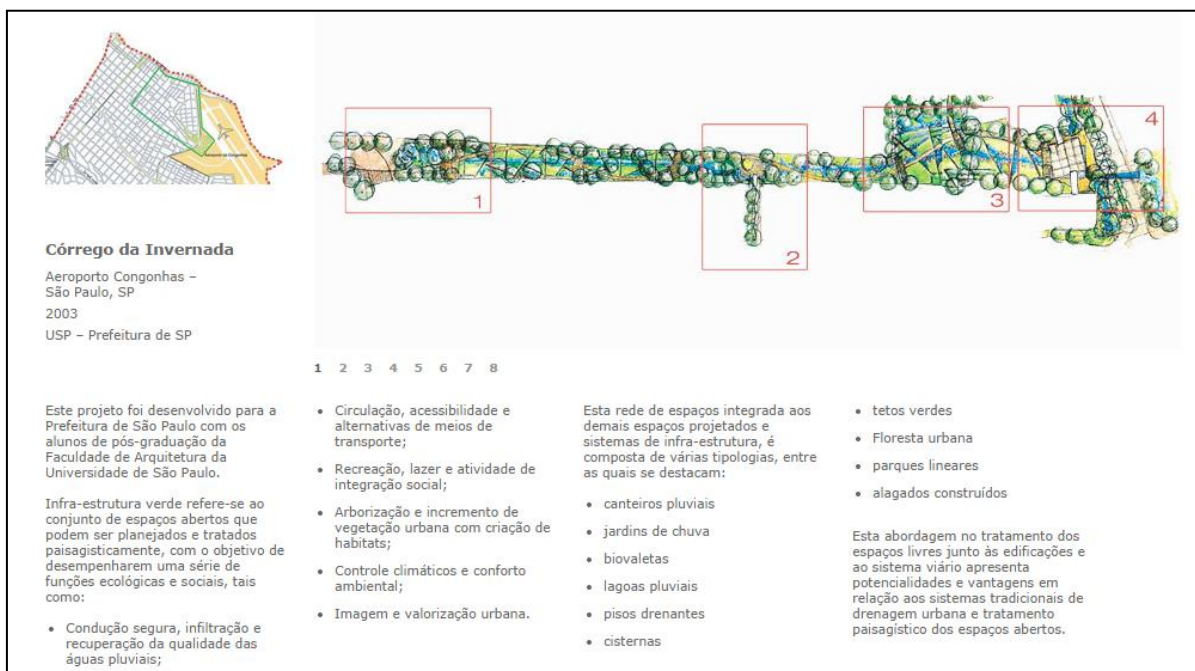 Aeroporto de Congonhas
1
2
3
4
Córrego da Invernada
Aeroporto Congonhas –
São Paulo, SP
2003
USP – Prefeitura de SP
1 2 3 4 5 6 7 8
Este projeto foi desenvolvido para a
Prefeitura de São Paulo com os
alunos de pós-graduação da
Faculdade de Arquitetura da
Universidade de São Paulo.
Infra-estrutura verde refere-se ao
conjunto de espaços abertos que
podem ser planejados e tratados
paisagisticamente, com o objetivo de
desempenharem uma série de
funções ecológicas e sociais, tais
como:
• Condução segura, infiltração e
recuperação da qualidade das
águas pluviais;
• Circulação, acessibilidade e
alternativas de meios de
transporte;
• Recreação, lazer e atividade de
integração social;
• Arborização e incremento de
vegetação urbana com criação de
habitats;
• Controle climáticos e conforto
ambiental;
• Imagem e valorização urbana.
Esta rede de espaços integrada aos
demais espaços projetados e
sistemas de infra-estrutura, é
composta de várias tipologias, entre
as quais se destacam:
• canteiros pluviais
• jardins de chuva
• biovaletas
• lagoas pluviais
• pisos drenantes
• cisternas
• tetos verdes
• Floresta urbana
• parques lineares
• alagados construídos
Esta abordagem no tratamento dos
espaços livres junto às edificações e
ao sistema viário apresenta
potencialidades e vantagens em
relação aos sistemas tradicionais de
drenagem urbana e tratamento
paisagístico dos espaços abertos.